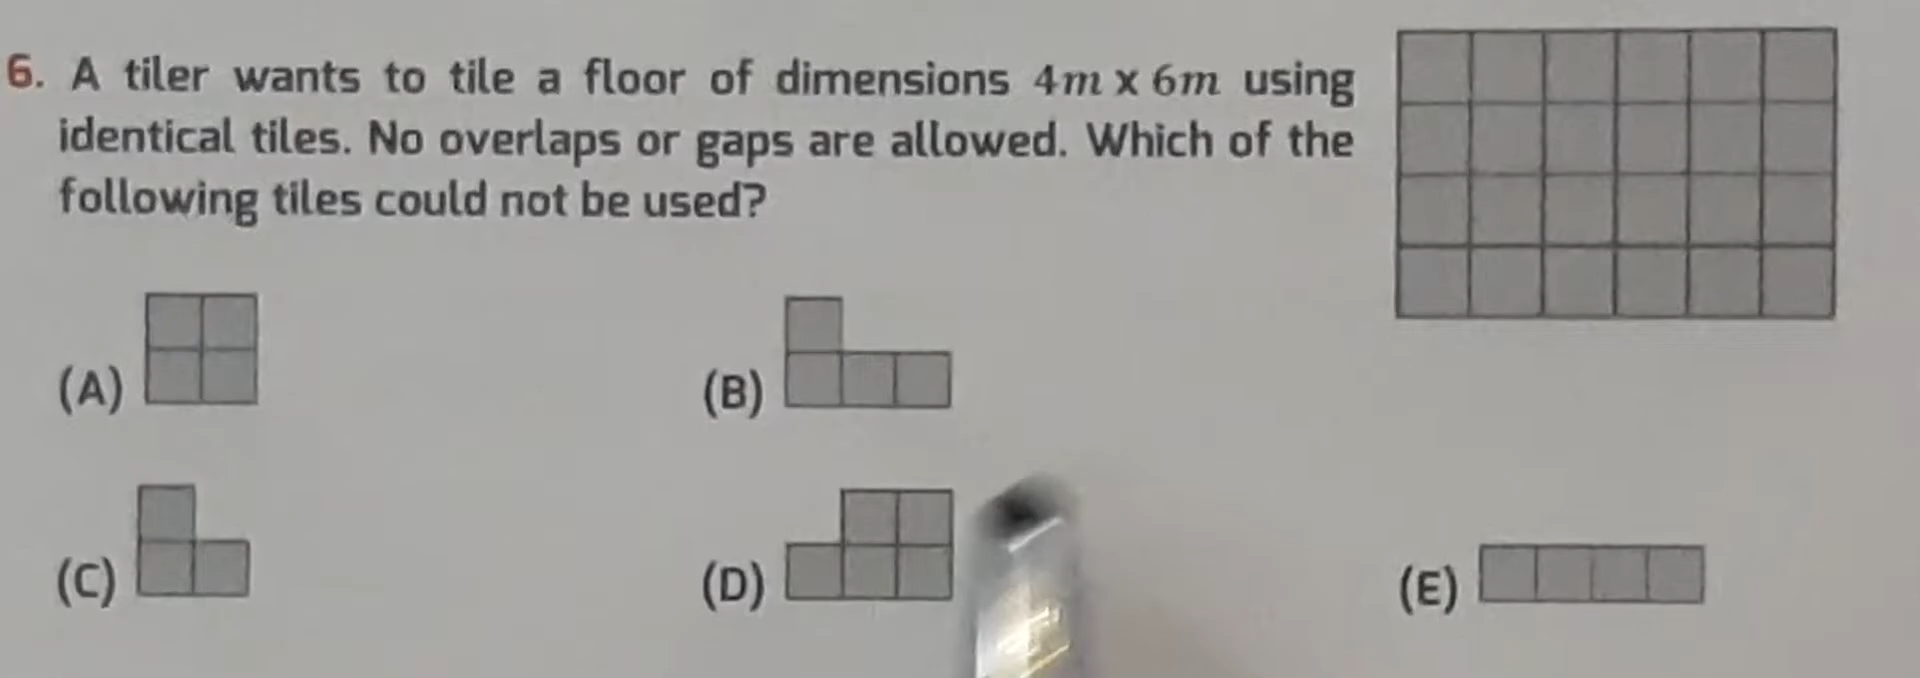 6. A tiler wants to tile a floor of dimensions 4m x 6m using
identical tiles. No overlaps or gaps are allowed. Which of the
following tiles could not be used?
(A)
(B)
(C)
(D)
(E)